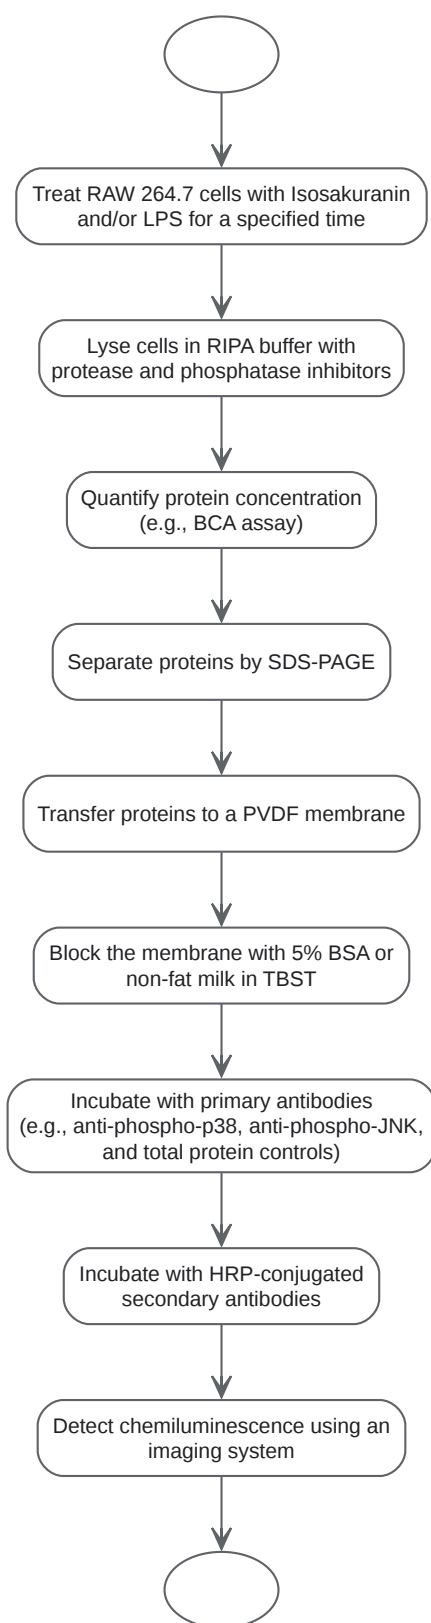 Treat RAW 264.7 cells with Isosakuranin
and/or LPS for a specified time
Lyse cells in RIPA buffer with
protease and phosphatase inhibitors
Quantify protein concentration
(e.g., BCA assay)
Separate proteins by SDS-PAGE
Transfer proteins to a PVDF membrane
Block the membrane with 5% BSA or
non-fat milk in TBST
Incubate with primary antibodies
(e.g., anti-phospho-p38, anti-phospho-JNK,
and total protein controls)
Incubate with HRP-conjugated
secondary antibodies
Detect chemiluminescence using an
imaging system